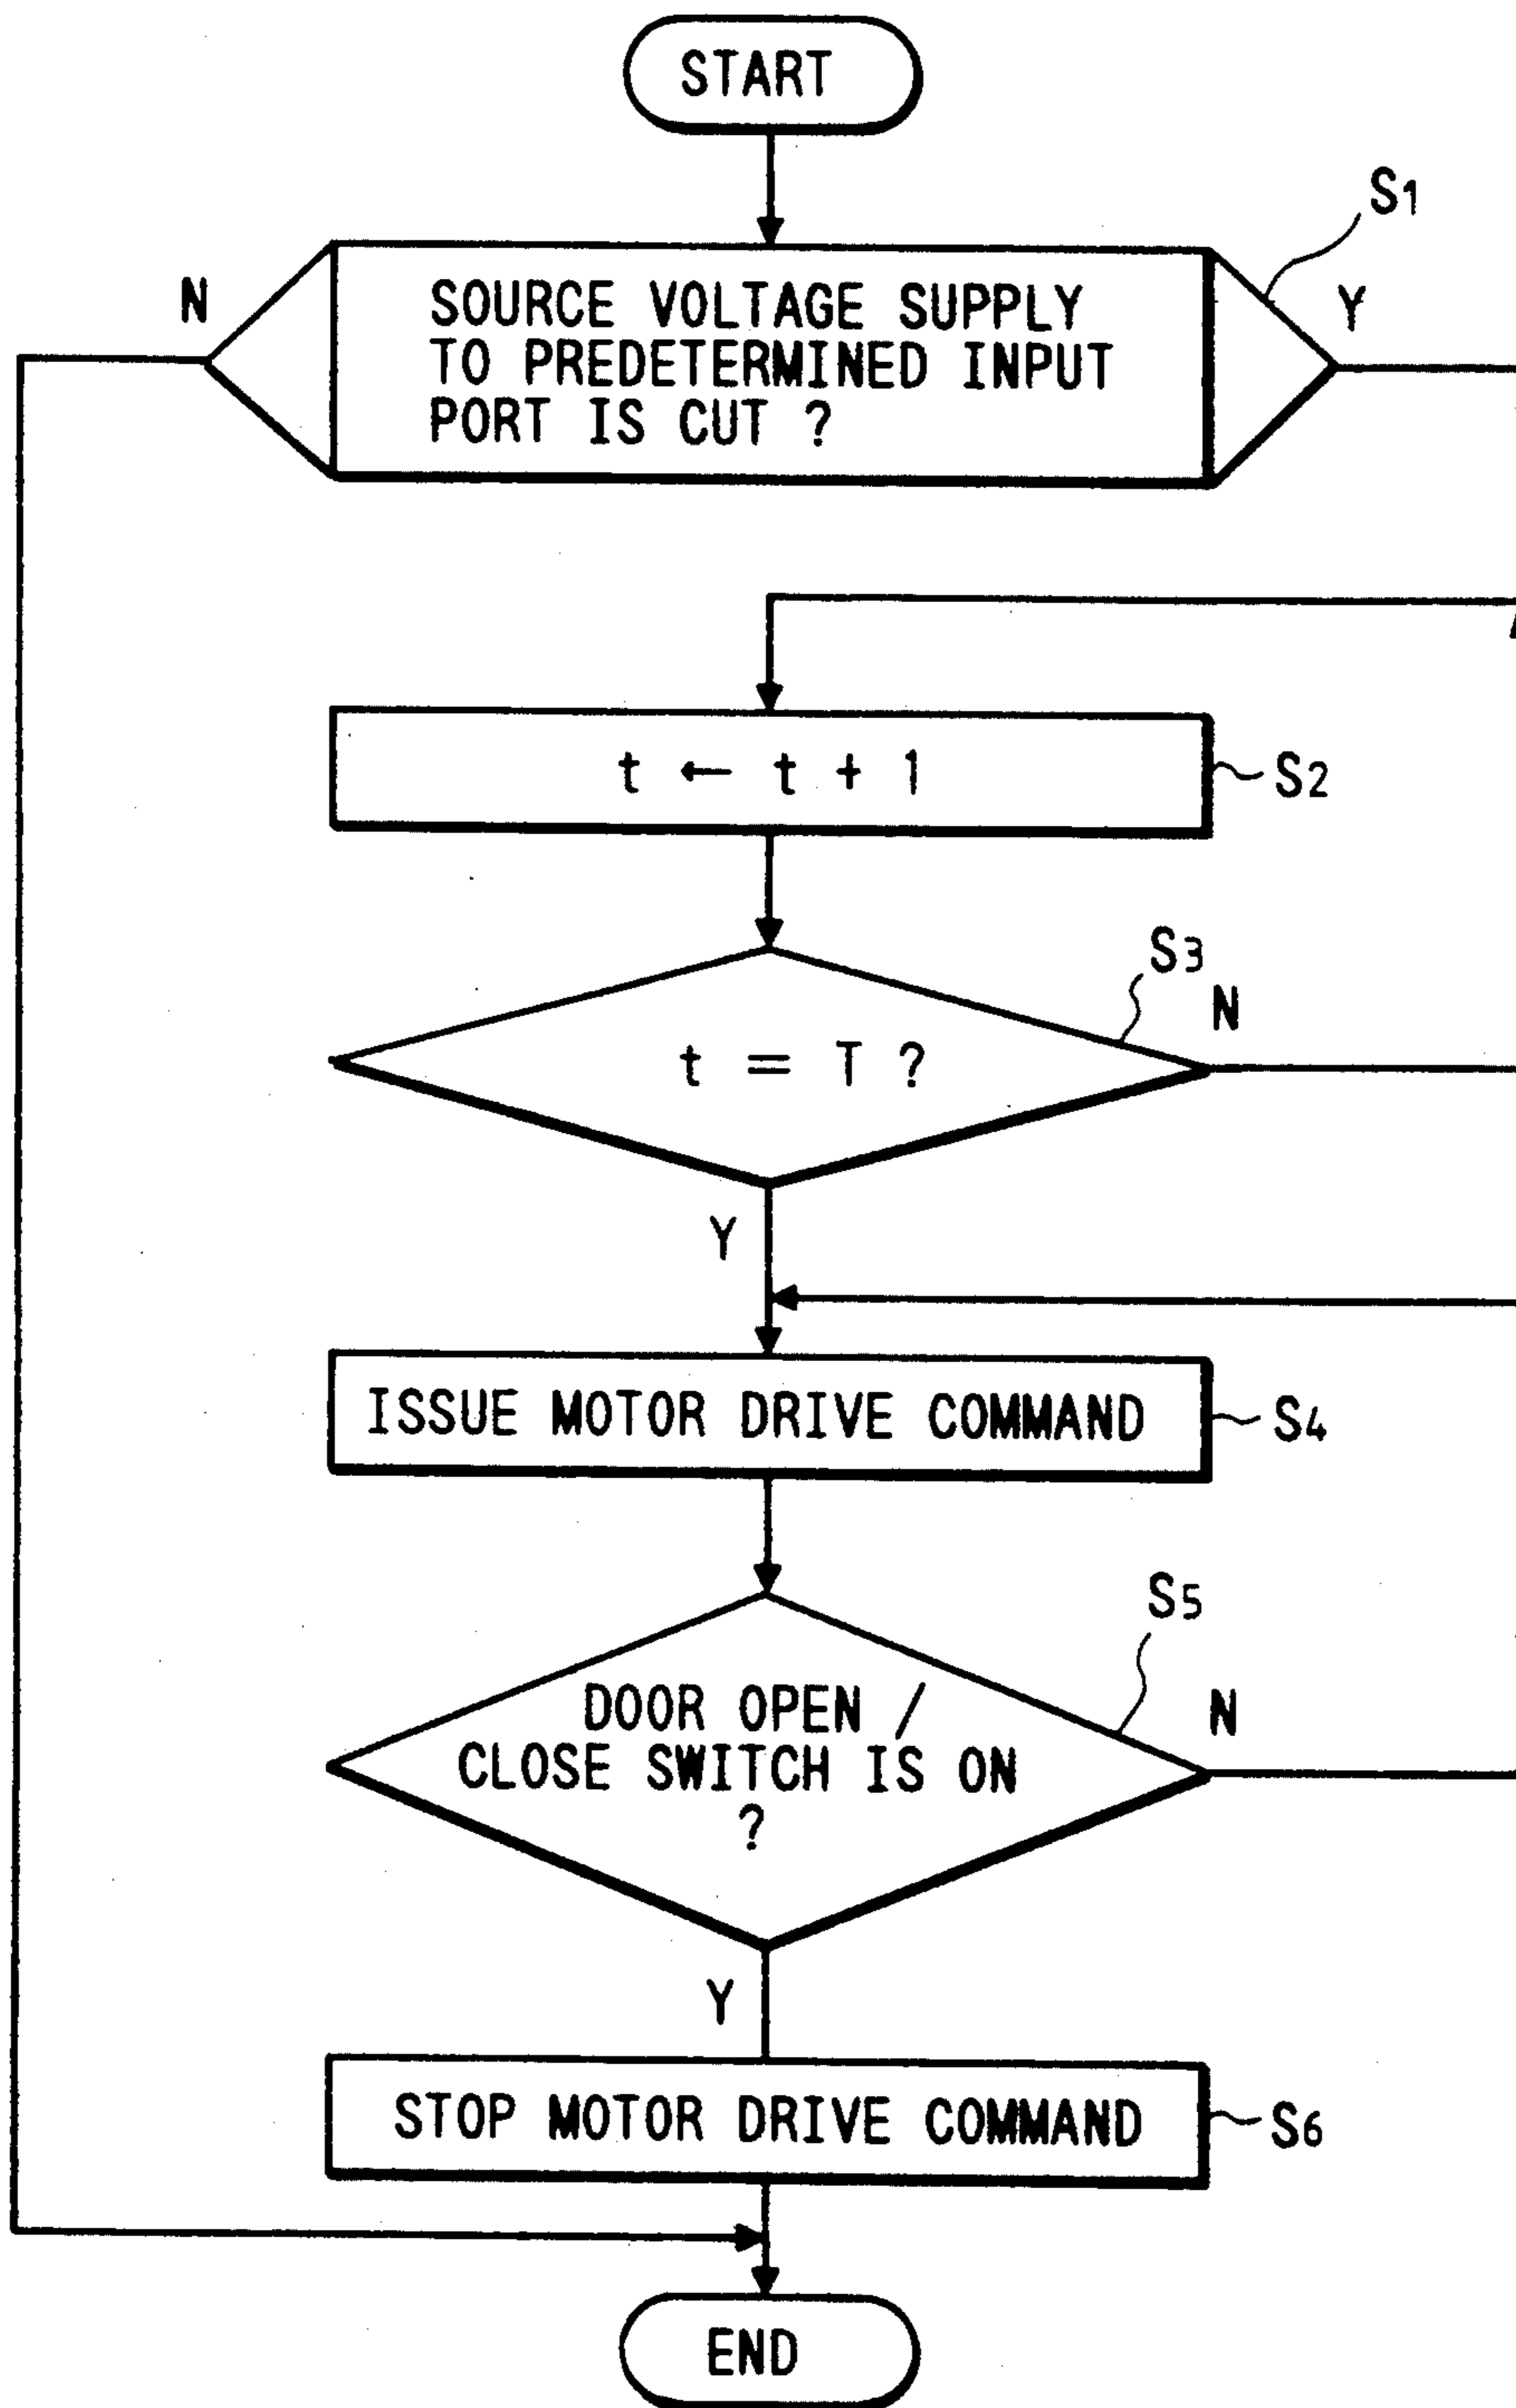 START
S1
N
Y
SOURCE VOLTAGE SUPPLY
TO PREDETERMINED INPUT
PORT IS CUT ?
t ← t + 1
S2
S3
N
t = T ?
Y
ISSUE MOTOR DRIVE COMMAND
S4
S5
N
DOOR OPEN /
CLOSE SWITCH IS ON
?
Y
STOP MOTOR DRIVE COMMAND
S6
END